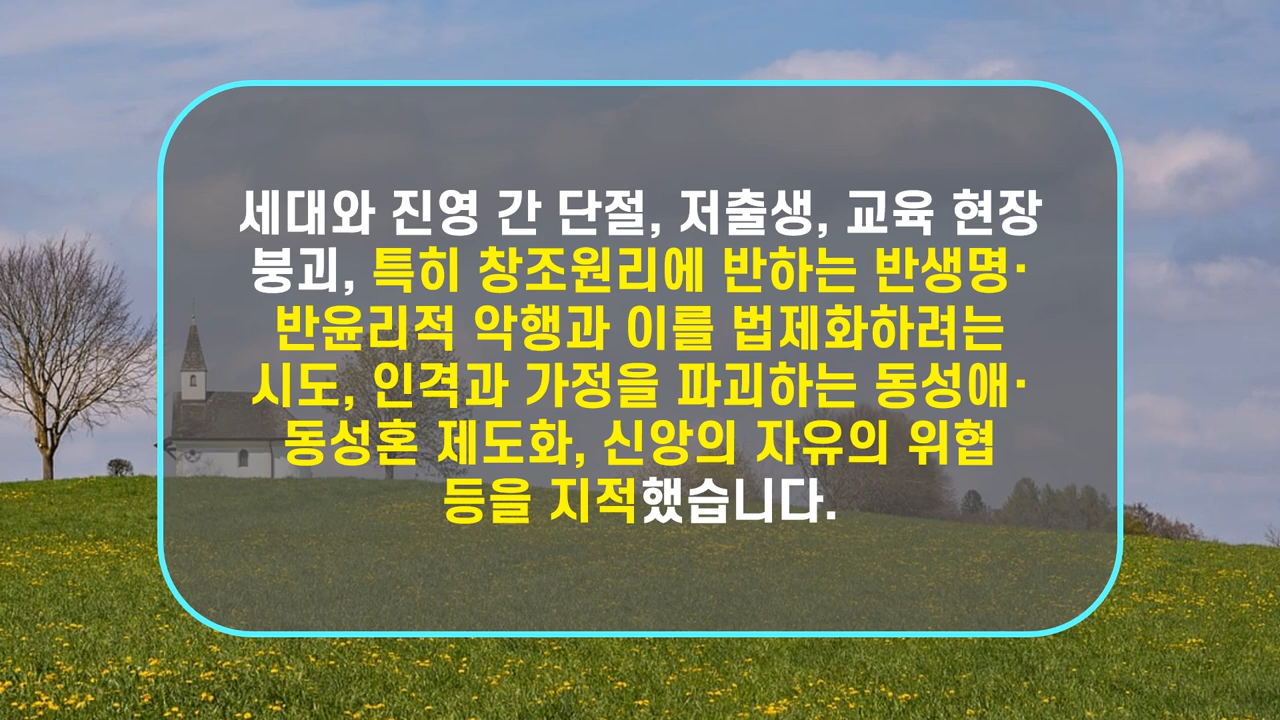 세대와 진영 간 단절, 저출생, 교육 현장
붕괴, 특히 창조원리에 반하는 반생명·
반윤리적 악행과 이를 법제화하려는
시도, 인격과 가정을 파괴하는 동성애·
동성혼 제도화, 신앙의 자유의 위협
등을 지적했습니다.